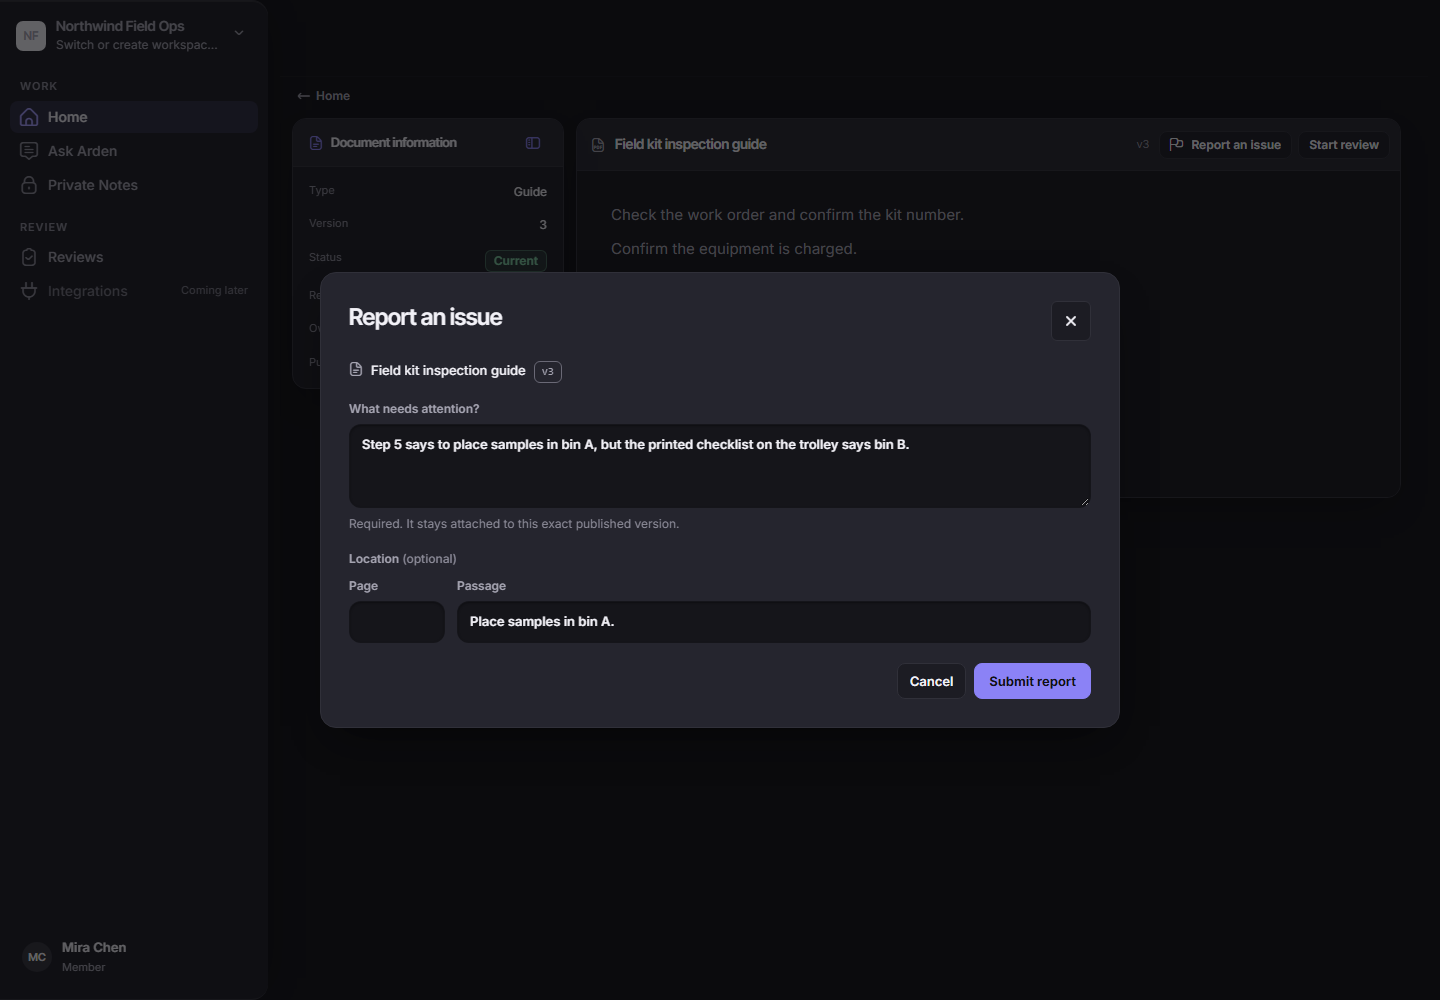 NF
Northwind Field Ops
Switch or create workspac...
WORK
Home
Ask Arden
Private Notes
REVIEW
Reviews
Integrations
Coming later
MC
Mira Chen
Member
← Home
Document information
Type
Guide
Version
3
Status
Current
Re
Ov
Pu
Field kit inspection guide
v3
Report an issue
Start review
Check the work order and confirm the kit number.
Confirm the equipment is charged.
Report an issue
Field kit inspection guide
v3
What needs attention?
Step 5 says to place samples in bin A, but the printed checklist on the trolley says bin B.
Required. It stays attached to this exact published version.
Location (optional)
Page
Passage
Place samples in bin A.
Cancel
Submit report